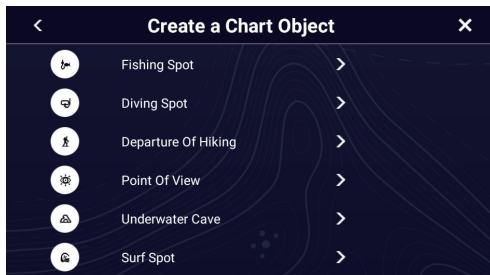 Create a Chart Object
Fishing Spot
Diving Spot
Departure Of Hiking
Point Of View
Underwater Cave
Surf Spot